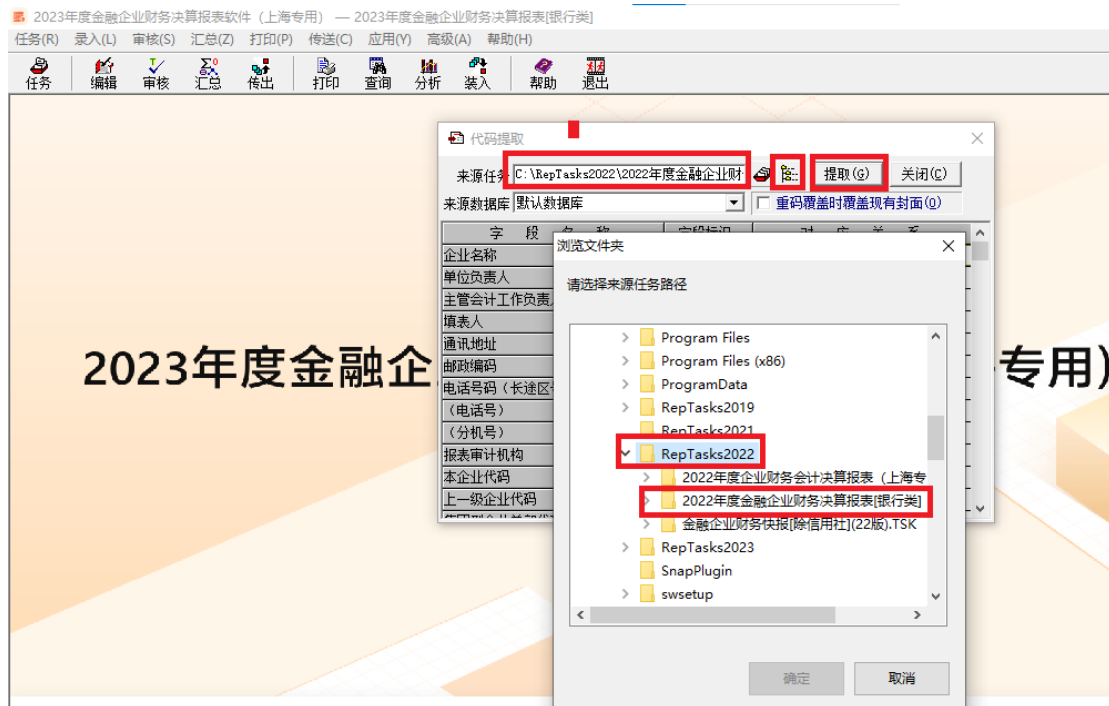 2023年度金融企业财务决算报表软件（上海专用） — 2023年度金融企业财务决算报表[银行类]
任务(R) 录入(L) 审核(S) 汇总(Z) 打印(P) 传送(C) 应用(Y) 高级(A) 帮助(H)
任务 编辑 审核 汇总 传出 打印 查询 分析 装入 帮助 退出
代码提取
来源任务 C:\RepTasks2022\2022年度金融企业财 提取(G) 关闭(C)
来源数据库 默认数据库 重码覆盖时覆盖现有封面(O)
字 段 名 称 字段标识 对 应 关 系
企业名称
单位负责人
主管会计工作负责
填表人
通讯地址
邮政编码
电话号码（长途区
（电话号）
（分机号）
报表审计机构
本企业代码
上一级企业代码
浏览文件夹
请选择来源任务路径
Program Files
Program Files (x86)
ProgramData
RepTasks2019
RepTasks2021
RepTasks2022
2022年度企业财务会计决算报表（上海专
2022年度金融企业财务决算报表[银行类]
金融企业财务快报[除信用社](22版).TSK
RepTasks2023
SnapPlugin
swsetup
确定 取消
2023年度金融企 专用)